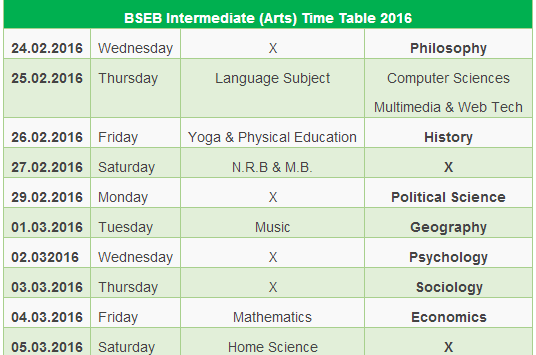 BSEB Intermediate (Arts) Time Table 2016
24.02.2016 Wednesday X Philosophy
25.02.2016 Thursday Language Subject Computer Sciences
Multimedia & Web Tech
26.02.2016 Friday Yoga & Physical Education History
27.02.2016 Saturday N.R.B & M.B. X
29.02.2016 Monday X Political Science
01.03.2016 Tuesday Music Geography
02.032016 Wednesday X Psychology
03.03.2016 Thursday X Sociology
04.03.2016 Friday Mathematics Economics
05.03.2016 Saturday Home Science X